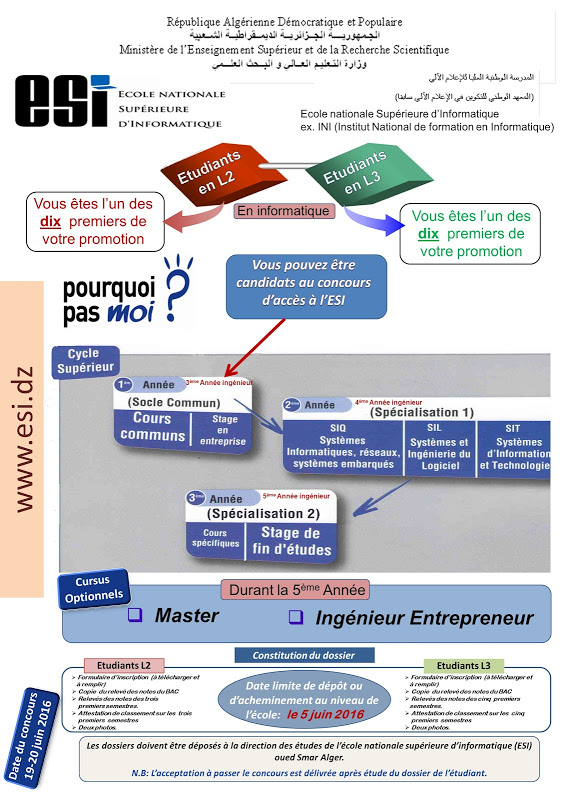 République Algérienne Démocratique et Populaire
الجمهوريــة الجـزائريـة الديـمقـراطيـة الشـعبيـة
Ministère de l'Enseignement Supérieur et de la Recherche Scientifique
وزارة التعليـم العـالـي و البـحـث العلـمـي
esi
ECOLE NATIONALE
SUPÉRIEURE
D'INFORMATIQUE
المدرسة الوطنية العليا للإعلام الآلي
(المعهد الوطني للتكوين في الإعلام الآلي سابقا)
Ecole nationale Supérieure d'Informatique
ex. INI (Institut National de formation en Informatique)
Etudiants
en L2
Etudiants
en L3
Vous êtes l'un des
dix premiers de
votre promotion
En informatique
Vous êtes l'un des
dix premiers de
votre promotion
Vous pouvez être
candidats au concours
d'accès à l'ESI
pourquoi
pas moi ?
www.esi.dz
Cycle
Supérieur
1ère Année 3ème Année ingénieur
(Socle Commun)
Cours
communs
Stage
en
entreprise
2ème Année 4ème Année ingénieur
(Spécialisation 1)
SIQ
Systèmes
Informatiques, réseaux,
systèmes embarqués
SIL
Systèmes et
Ingénierie du
Logiciel
SIT
Systèmes
d'Information
et Technologie
3ème Année 5ème Année ingénieur
(Spécialisation 2)
Cours
spécifiques
Stage de
fin d'études
Cursus
Optionnels
Durant la 5ème Année
❑ Master
❑ Ingénieur Entrepreneur
Constitution du dossier
Etudiants L2
➢ Formulaire d'inscription (à télécharger et
à remplir)
➢ Copie du relevé des notes du BAC
➢ Relevés des notes des trois
premiers semestres.
➢ Attestation de classement sur les trois
premiers semestres
➢ Deux photos.
Date limite de dépôt ou
d'acheminement au niveau de
l'école: le 5 juin 2016
Etudiants L3
➢ Formulaire d'inscription (à télécharger et
à remplir)
➢ Copie du relevé des notes du BAC
➢ Relevés des notes des cinq premiers
semestres.
➢ Attestation de classement sur les cinq
premiers semestres
➢ Deux photos.
Date du concours
19-20 juin 2016
Les dossiers doivent être déposés à la direction des études de l'école nationale supérieure d'informatique (ESI)
oued Smar Alger.
N.B: L'acceptation à passer le concours est délivrée après étude du dossier de l'étudiant.